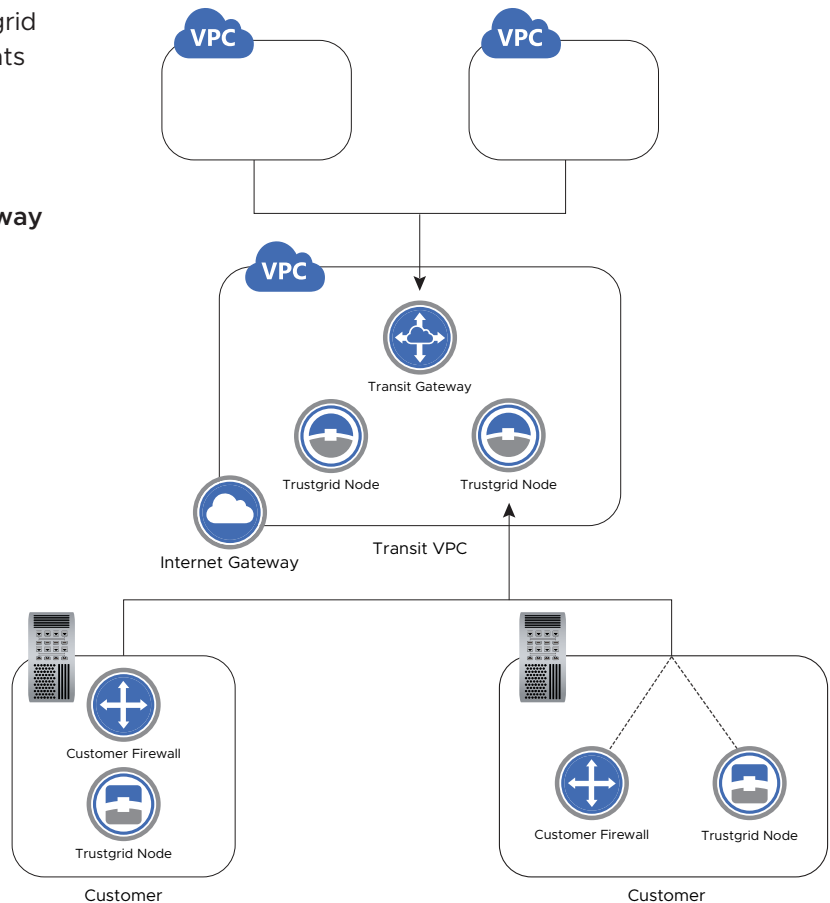 grid
nts
way
VPC
VPC
VPC
Transit Gateway
Trustgrid Node
Trustgrid Node
Internet Gateway
Transit VPC
Customer Firewall
Trustgrid Node
Customer
Customer Firewall
Trustgrid Node
Customer